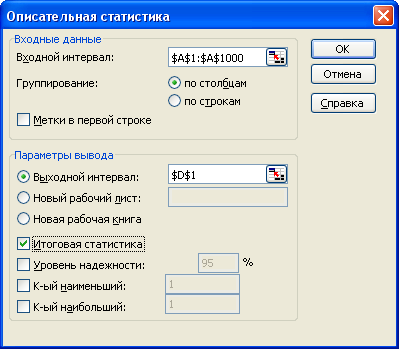 Описательная статистика
Входные данные
Входной интервал: $A$1:$A$1000
Группирование: по столбцам
по строкам
Метки в первой строке
Параметры вывода
Выходной интервал: $D$1
Новый рабочий лист:
Новая рабочая книга
Итоговая статистика
Уровень надежности: 95 %
К-ый наименьший: 1
К-ый наибольший: 1
OK
Отмена
Справка